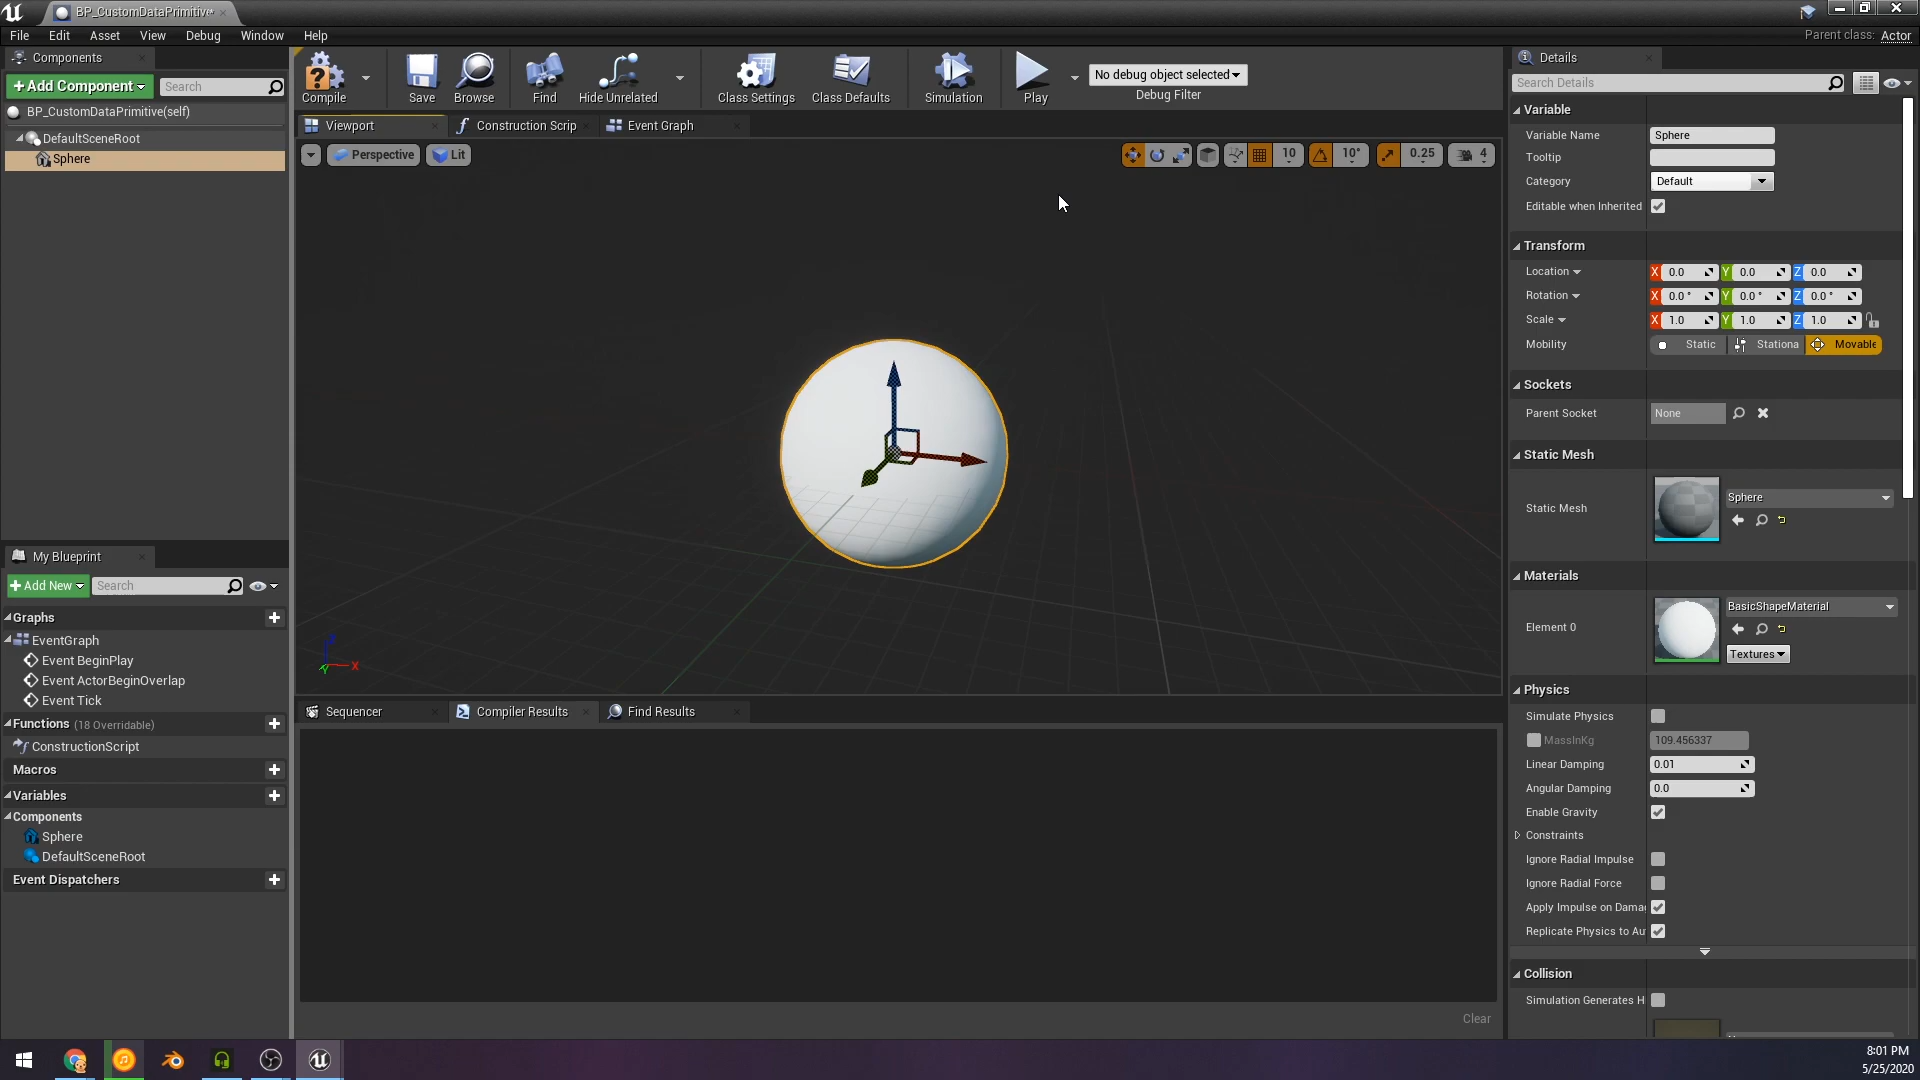 BP_CustomDataPrimitive*
File Edit Asset View Debug Window Help
Parent class: Actor
Components
+Add Component
Search
BP_CustomDataPrimitive(self)
DefaultSceneRoot
Sphere
Compile
Save
Browse
Find
Hide Unrelated
Class Settings
Class Defaults
Simulation
Play
No debug object selected
Debug Filter
Viewport
Construction Scrip
Event Graph
Perspective
Lit
10
10°
0.25
4
X
Y
X
My Blueprint
+Add New
Search
Graphs
EventGraph
Event BeginPlay
Event ActorBeginOverlap
Event Tick
Functions (18 Overridable)
ConstructionScript
Macros
Variables
Components
Sphere
DefaultSceneRoot
Event Dispatchers
Sequencer
Compiler Results
Find Results
Clear
Details
Search Details
Variable
Variable Name Sphere
Tooltip
Category Default
Editable when Inherited
Transform
Location X 0.0 Y 0.0 Z 0.0
Rotation X 0.0 ° Y 0.0 ° Z 0.0 °
Scale X 1.0 Y 1.0 Z 1.0
Mobility Static Stationa Movable
Sockets
Parent Socket None
Static Mesh
Static Mesh Sphere
Materials
Element 0 BasicShapeMaterial
Textures
Physics
Simulate Physics
MassInKg 109.456337
Linear Damping 0.01
Angular Damping 0.0
Enable Gravity
Constraints
Ignore Radial Impulse
Ignore Radial Force
Apply Impulse on Dama
Replicate Physics to Au
Collision
Simulation Generates H
8:01 PM
5/25/2020